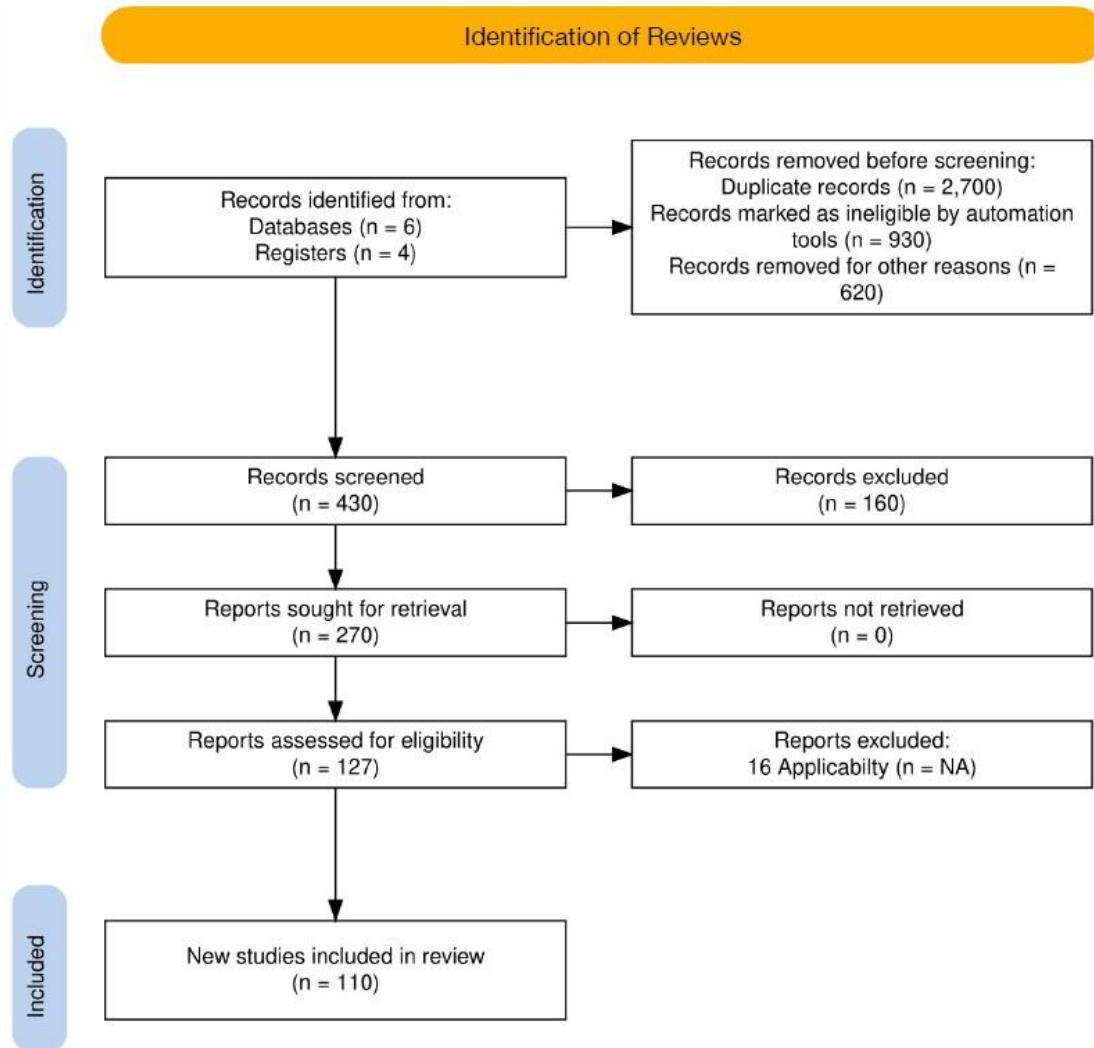 Identification of Reviews
Identification
Records identified from:
Databases (n = 6)
Registers (n = 4)
Records removed before screening:
Duplicate records (n = 2,700)
Records marked as ineligible by automation
tools (n = 930)
Records removed for other reasons (n =
620)
Screening
Records screened
(n = 430)
Records excluded
(n = 160)
Reports sought for retrieval
(n = 270)
Reports not retrieved
(n = 0)
Reports assessed for eligibility
(n = 127)
Reports excluded:
16 Applicabilty (n = NA)
Included
New studies included in review
(n = 110)